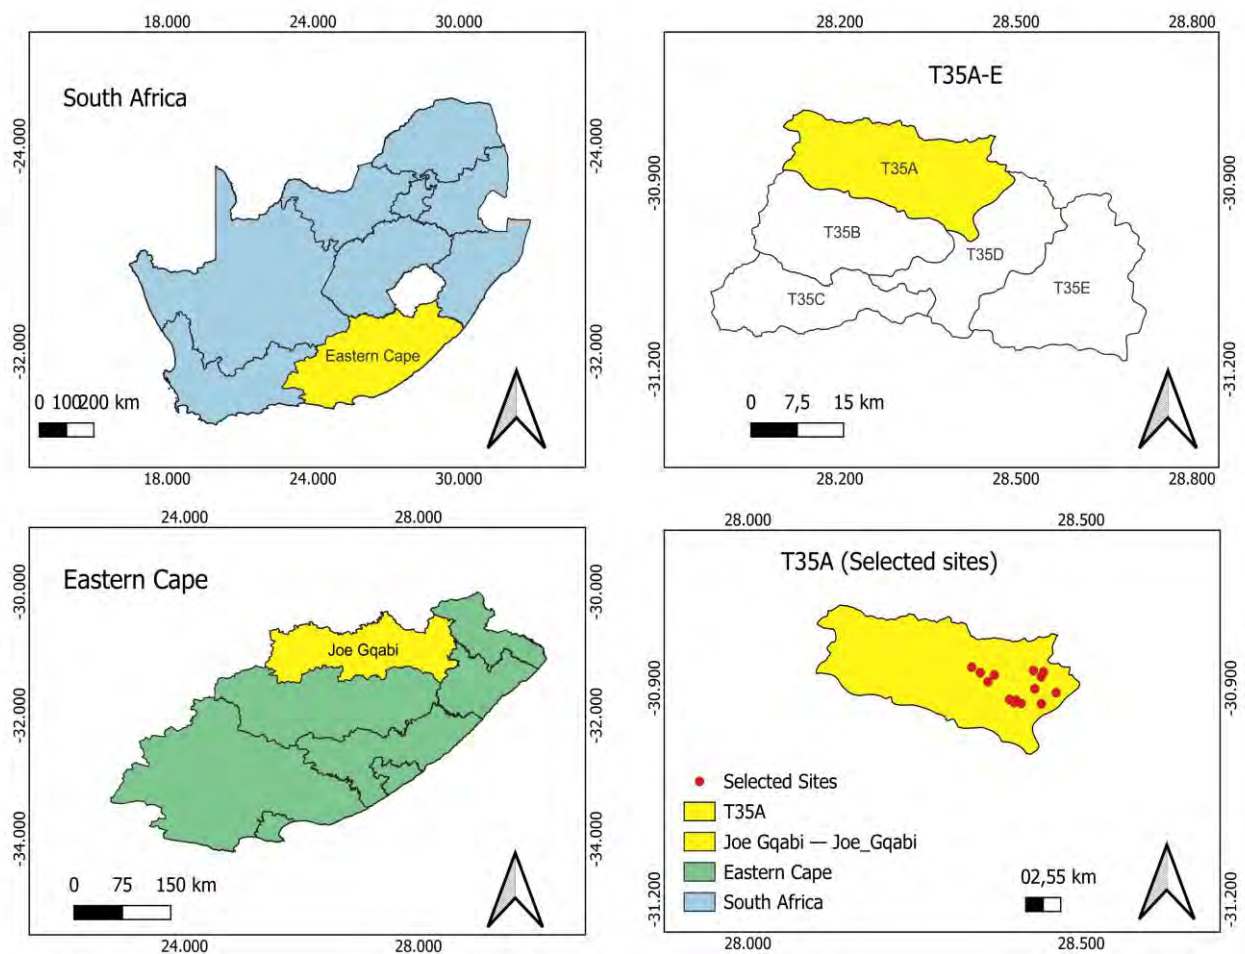 18.000 24.000 30.000
South Africa
-24.000
-24.000
-32.000
-32.000
Eastern Cape
0 100200 km
18.000 24.000 30.000
28.200 28.500 28.800
T35A-E
-30.900
-30.900
T35A
T35B
T35D
T35C
T35E
-31.200
-31.200
0 7,5 15 km
28.200 28.500 28.800
24.000 28.000
Eastern Cape
-30.000
-30.000
Joe Gqabi
-32.000
-32.000
-34.000
-34.000
0 75 150 km
24.000 28.000
28.000 28.500
T35A (Selected sites)
-30.900
-30.900
Selected Sites
T35A
Joe Gqabi — Joe_Gqabi
Eastern Cape
South Africa
02,55 km
-31.200
-31.200
28.000 28.500